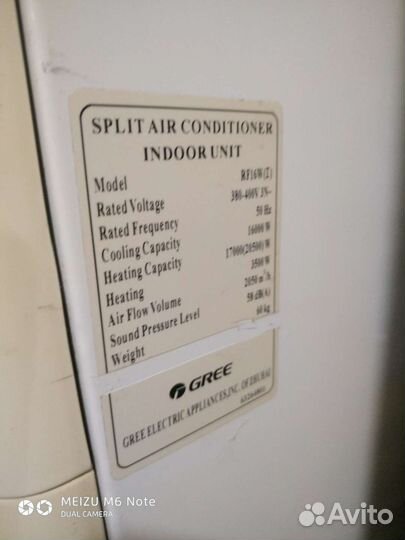 SPLIT AIR CONDITIONER
INDOOR UNIT
Model RF16W(Z)
Rated Voltage 380-400V 3N~
Rated Frequency 50 Hz
Cooling Capacity 16000 W
Heating Capacity 17000(20500) W
Heating 3500 W
Air Flow Volume 2050 m³/h
Sound Pressure Level 58 dB(A)
Weight 60 kg
GREE
GREE ELECTRIC APPLIANCES,INC. OF ZHUHAI
MEIZU M6 Note
DUAL CAMERA
Avito